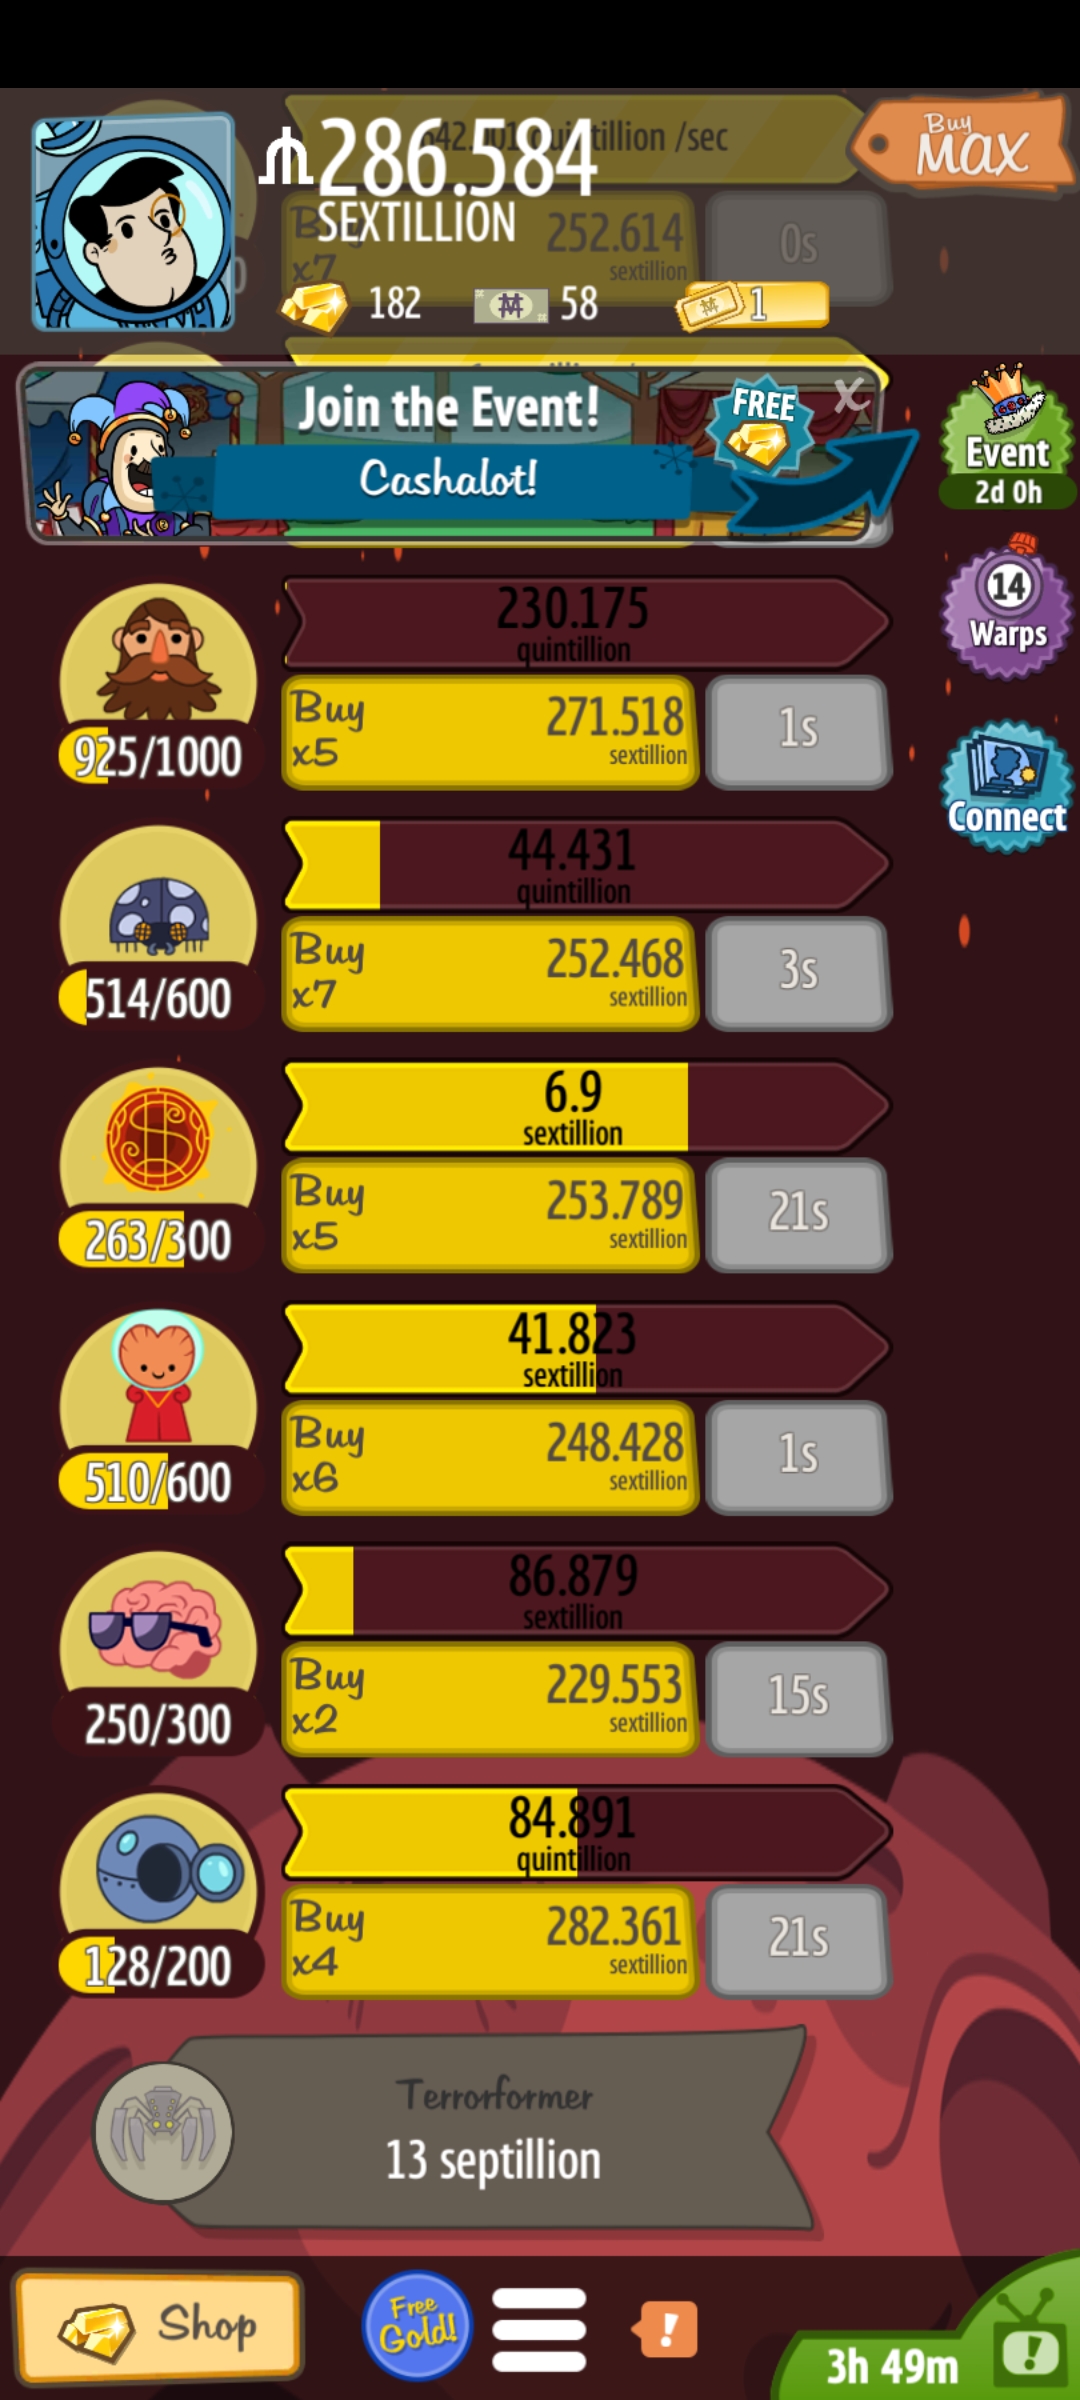 286.584
SEXTILLION
quintillion /sec
Buy
MAX
Buy
x7
252.614
sextillion
0s
182
58
1
Join the Event!
Cashalot!
FREE
X
Event
2d 0h
14
Warps
Connect
230.175
quintillion
925/1000
Buy
x5
271.518
sextillion
1s
44.431
quintillion
514/600
Buy
x7
252.468
sextillion
3s
6.9
sextillion
263/300
Buy
x5
253.789
sextillion
21s
41.823
sextillion
510/600
Buy
x6
248.428
sextillion
1s
86.879
sextillion
250/300
Buy
x2
229.553
sextillion
15s
84.891
quintillion
128/200
Buy
x4
282.361
sextillion
21s
Terrorformer
13 septillion
Shop
Free
Gold!
!
3h 49m
!